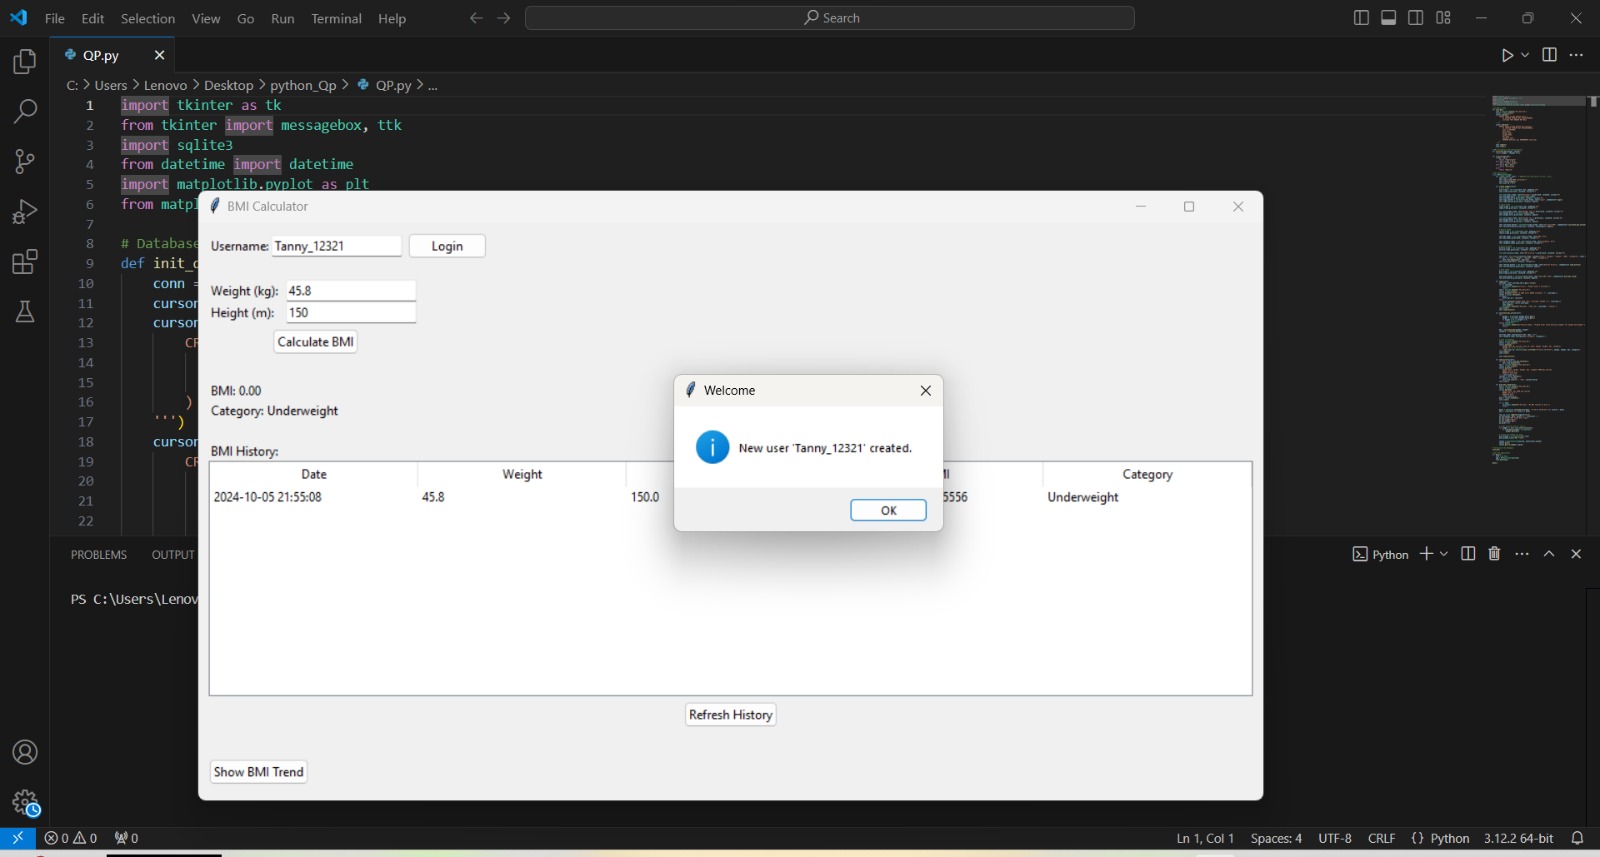 File Edit Selection View Go Run Terminal Help
Search
QP.py
C: > Users > Lenovo > Desktop > python_Qp > QP.py > ...
1 import tkinter as tk
2 from tkinter import messagebox, ttk
3 import sqlite3
4 from datetime import datetime
5 import matplotlib.pyplot as plt
6 from matpl
7
8 # Database
9 def init_d
10 conn =
11 cursor
12 cursor
13 CR
14
15
16 )
17 ''')
18 cursor
19 CR
20
21
22
BMI Calculator
Username: Tanny_12321 Login
Weight (kg): 45.8
Height (m): 150
Calculate BMI
BMI: 0.00
Category: Underweight
BMI History:
Date Weight MI Category
2024-10-05 21:55:08 45.8 150.0 5556 Underweight
Refresh History
Show BMI Trend
Welcome
New user 'Tanny_12321' created.
OK
PROBLEMS OUTPUT Python
PS C:\Users\Lenov
0 0 0 Ln 1, Col 1 Spaces: 4 UTF-8 CRLF {} Python 3.12.2 64-bit